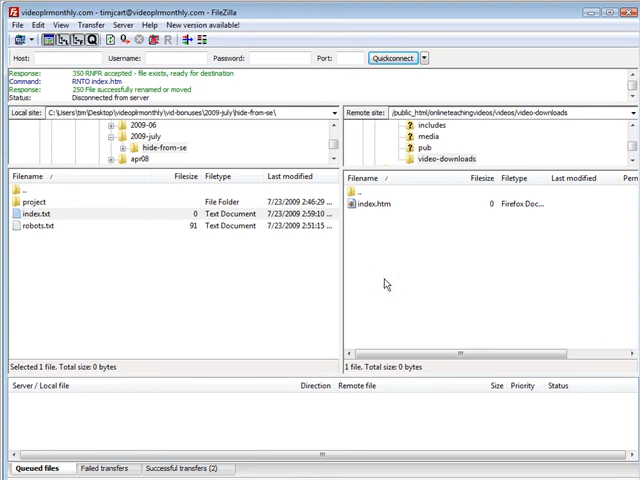 videoplrmonthly.com - timjcart@videoplrmonthly.com - FileZilla
File Edit View Transfer Server Help New version available!
Host: Username: Password: Port: Quickconnect
Response: 350 RNFR accepted - file exists, ready for destination
Command: RNTO index.htm
Response: 250 File successfully renamed or moved
Status: Disconnected from server
Local site: C:\Users\tim\Desktop\videoplrmonthly\vid-bonuses\2009-july\hide-from-se\
2009-06
2009-july
hide-from-se
apr08
Filename Filesize Filetype Last modified
..
project File Folder 7/23/2009 2:46:29 ...
index.txt 0 Text Document 7/23/2009 2:59:10 ...
robots.txt 91 Text Document 7/23/2009 2:51:15 ...
Selected 1 file. Total size: 0 bytes
Remote site: /public_html/onlineteachingvideos/videos/video-downloads
includes
media
pub
video-downloads
Filename Filesize Filetype Last modified Perm
..
index.htm 0 Firefox Doc...
1 file. Total size: 0 bytes
Server / Local file Direction Remote file Size Priority Status
Queued files Failed transfers Successful transfers (2)